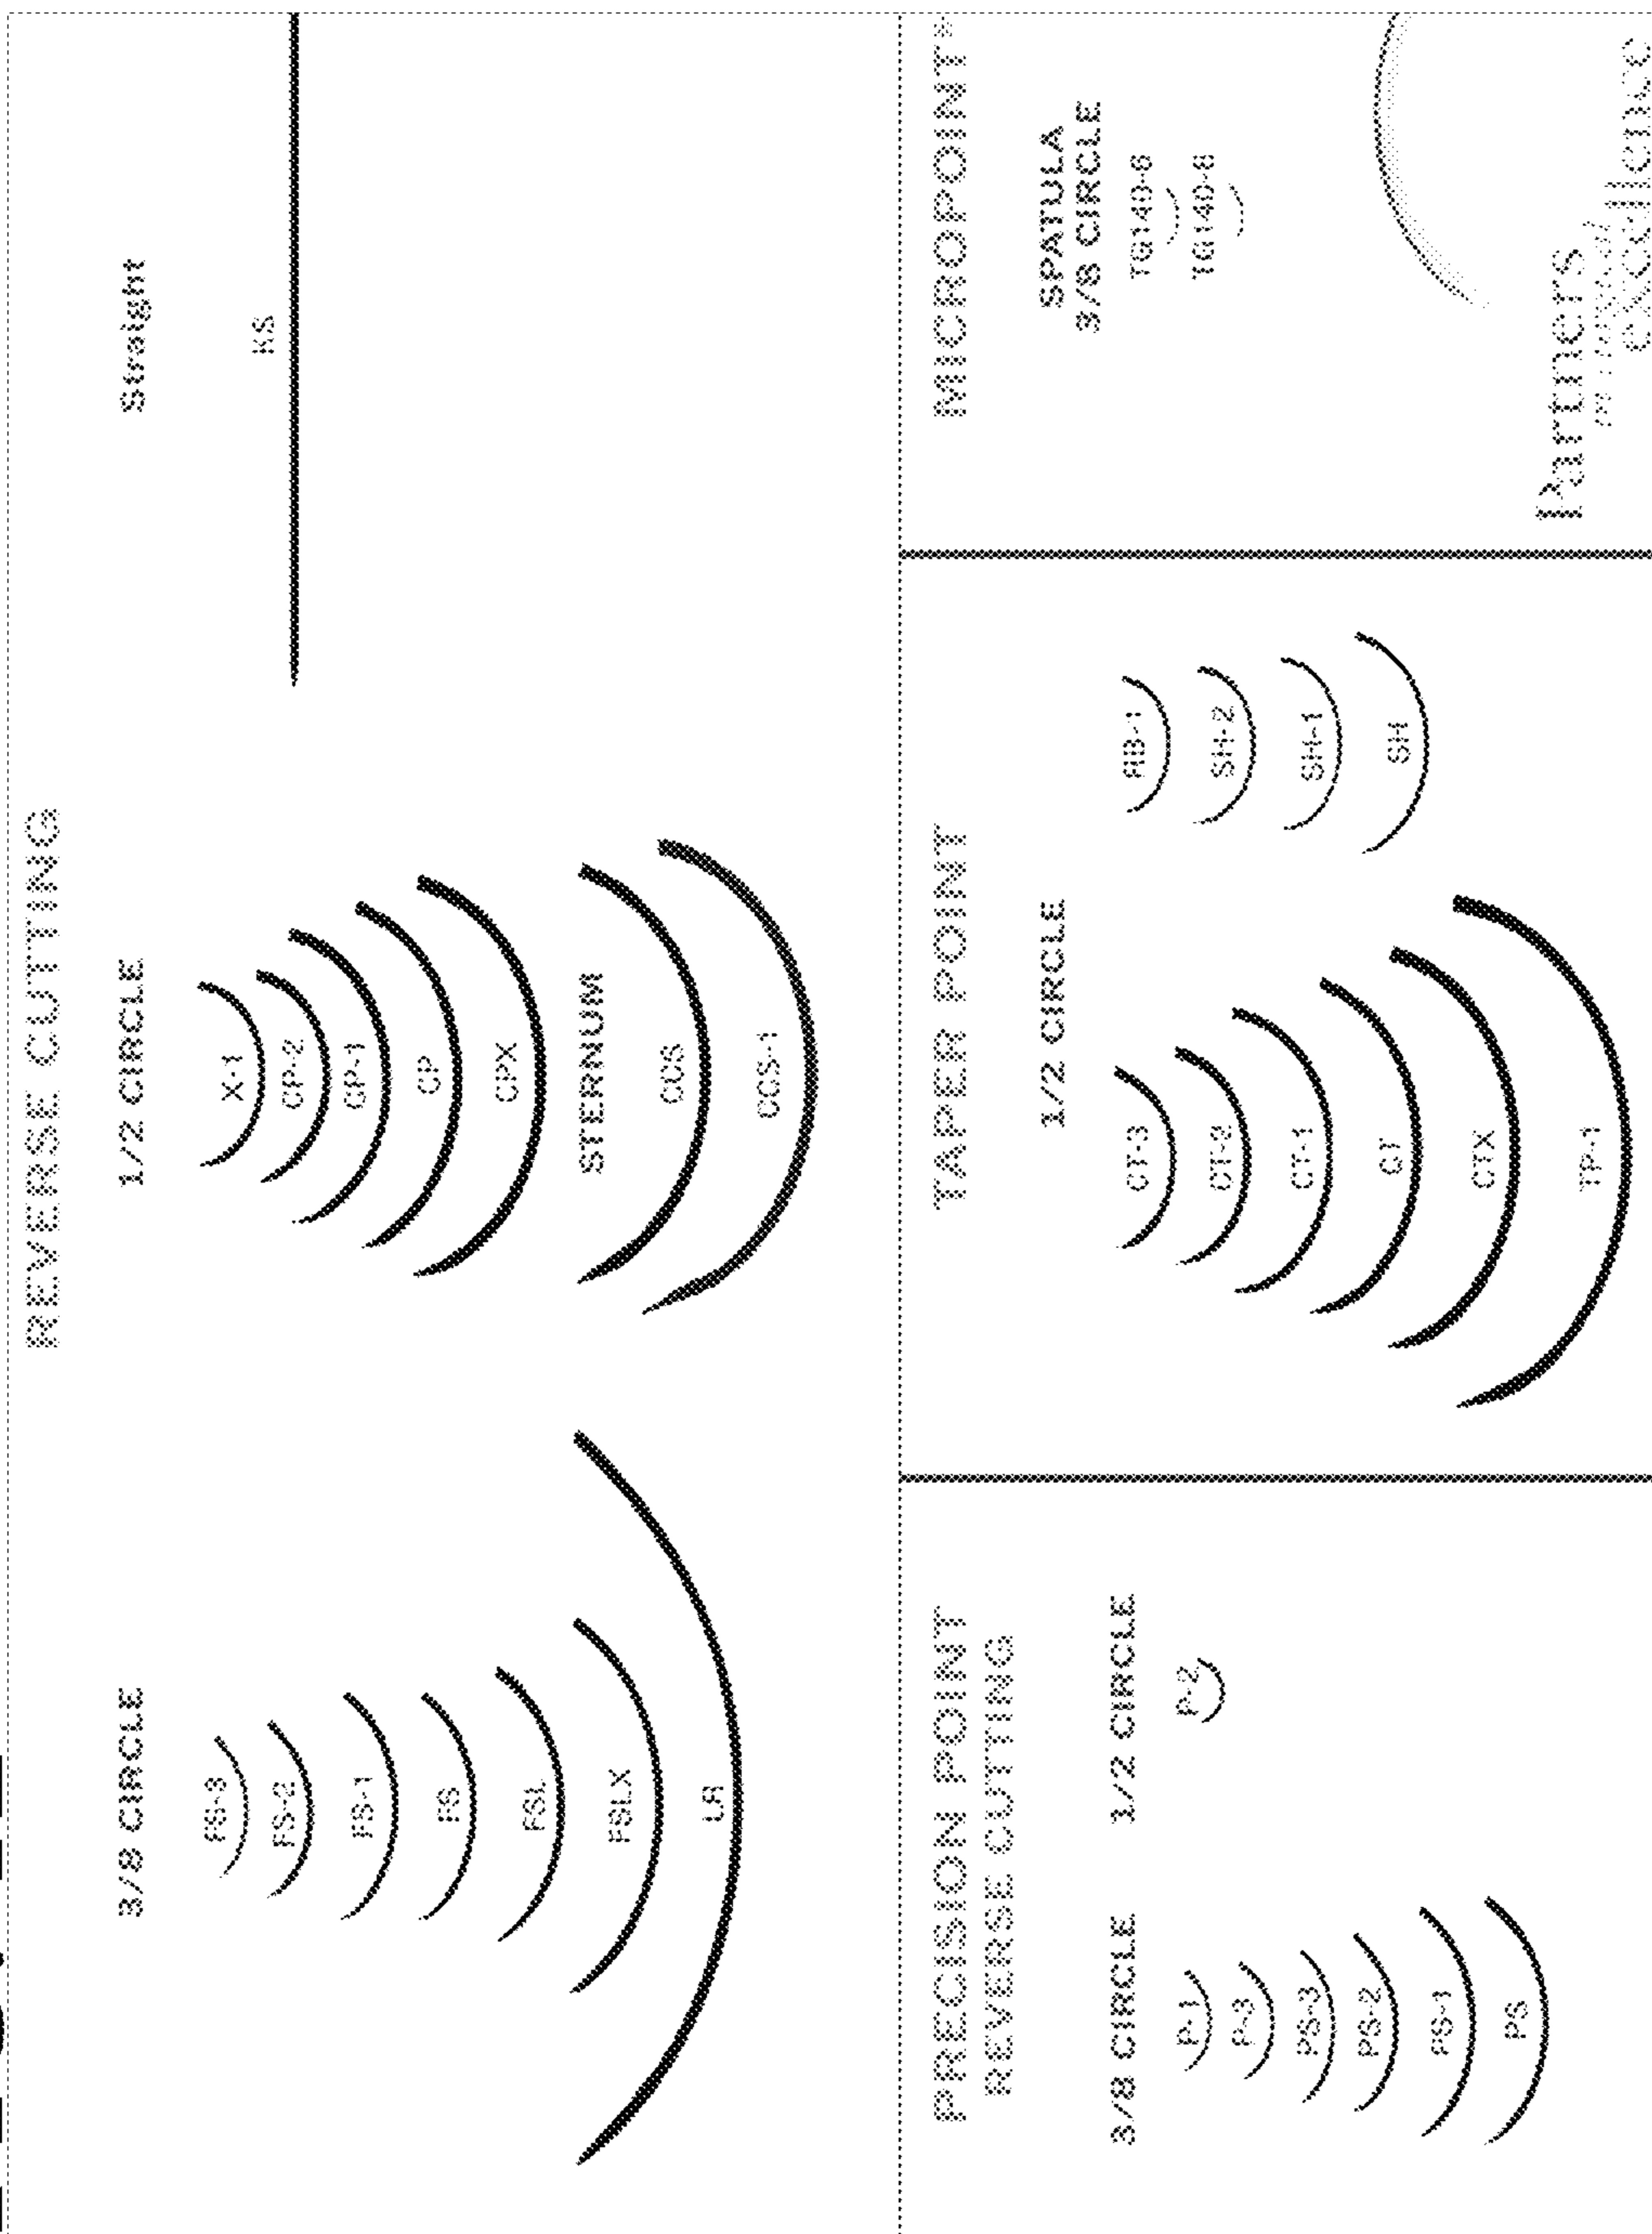 REVERSE CUTTING
3/8 CIRCLE
FS-3
FS-2
FS-1
FS
FSL
FSLX
LR
1/2 CIRCLE
X-1
CP-2
CP-1
CP
CPX
STERNUM
CCS
CCS-1
Straight
KS
PRECISION POINT
REVERSE CUTTING
3/8 CIRCLE
P-1
P-3
PS-3
PS-2
PS-1
PS
1/2 CIRCLE
P-2
TAPER POINT
1/2 CIRCLE
CT-3
CT-2
CT-1
CT
CTX
TP-1
RB-1
SH-2
SH-1
SH
MICROPOINT
SPATULA
3/8 CIRCLE
TG140-6
TG140-8
Partners
excellence